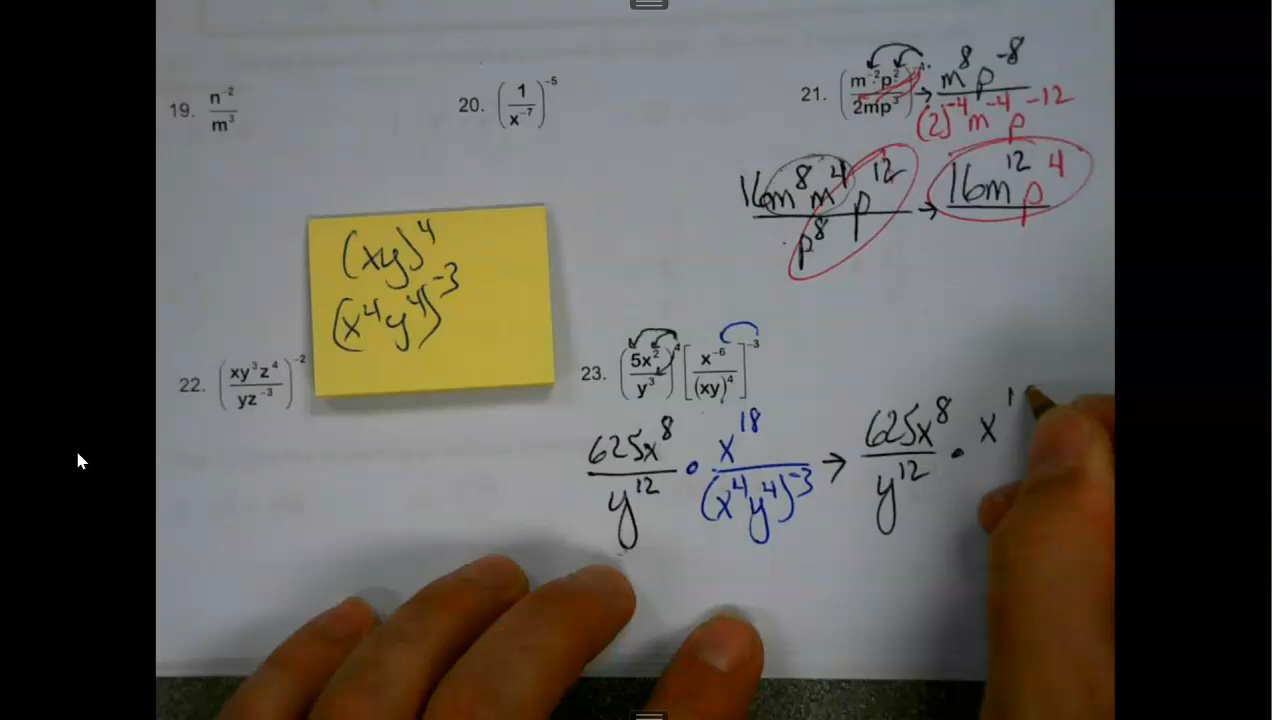 19. n⁻² / m³
20. (1 / x⁻⁷)⁻⁵
21. (m⁻²p² / 2mp³)⁻⁴ → m⁸p⁻⁸ / (2)⁻⁴m⁻⁴p⁻¹²
16m⁸m⁴p¹² / p⁸ → 16m¹²p⁴
(xy)⁴
(x⁴y⁴)⁻³
22. (xy³z⁴ / yz⁻³)⁻²
23. (5x² / y³)⁴ [x⁻⁶ / (xy)⁴]⁻³
625x⁸ / y¹² · x¹⁸ / (x⁴y⁴)⁻³ → 625x⁸ / y¹² · x¹